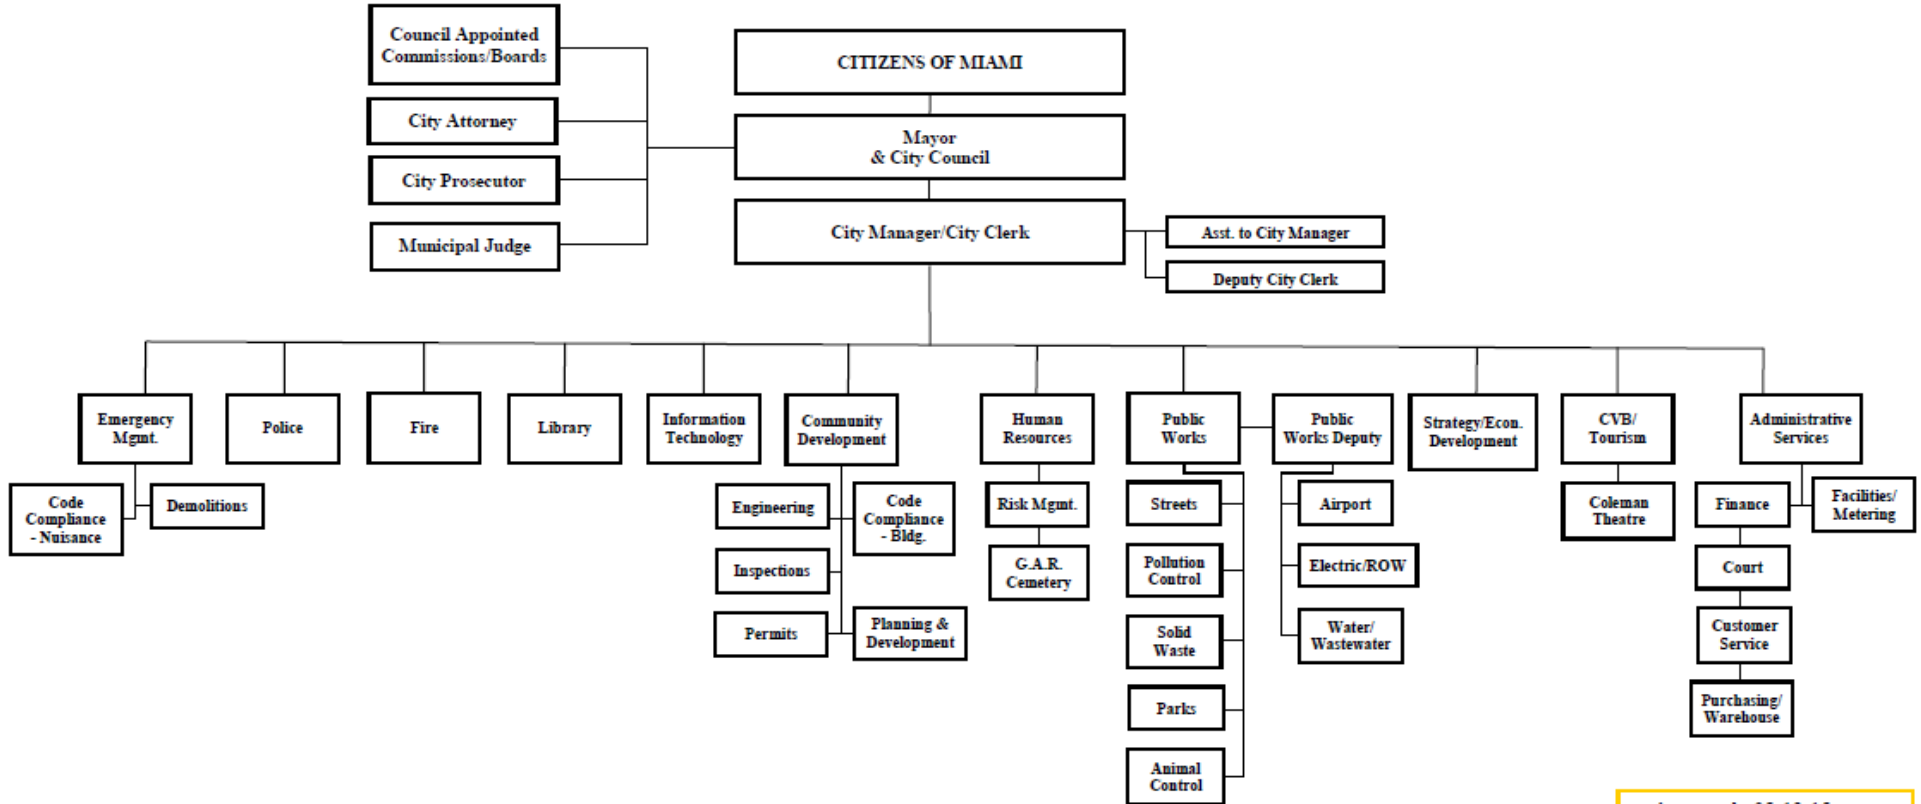 Council Appointed
Commissions/Boards
CITIZENS OF MIAMI
City Attorney
Mayor
& City Council
City Prosecutor
City Manager/City Clerk
Asst. to City Manager
Municipal Judge
Deputy City Clerk
Emergency
Mgmt.
Police
Fire
Library
Information
Technology
Community
Development
Human
Resources
Public
Works
Public
Works Deputy
Strategy/Econ.
Development
CVB/
Tourism
Administrative
Services
Code
Compliance
- Nuisance
Demolitions
Engineering
Code
Compliance
- Bldg.
Inspections
Permits
Planning &
Development
Risk Mgmt.
G.A.R.
Cemetery
Streets
Pollution
Control
Solid
Waste
Parks
Animal
Control
Airport
Electric/ROW
Water/
Wastewater
Coleman
Theatre
Finance
Facilities/
Metering
Court
Customer
Service
Purchasing/
Warehouse